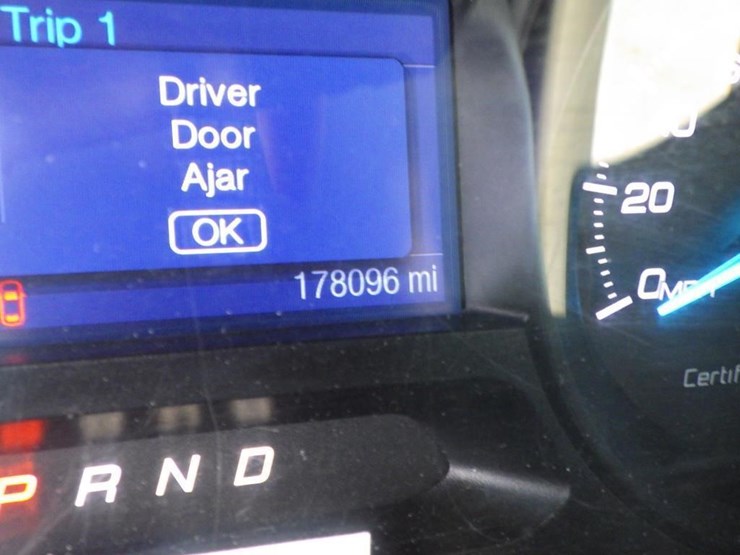 Trip 1
Driver
Door
Ajar
OK
178096 mi
20
0
P R N D